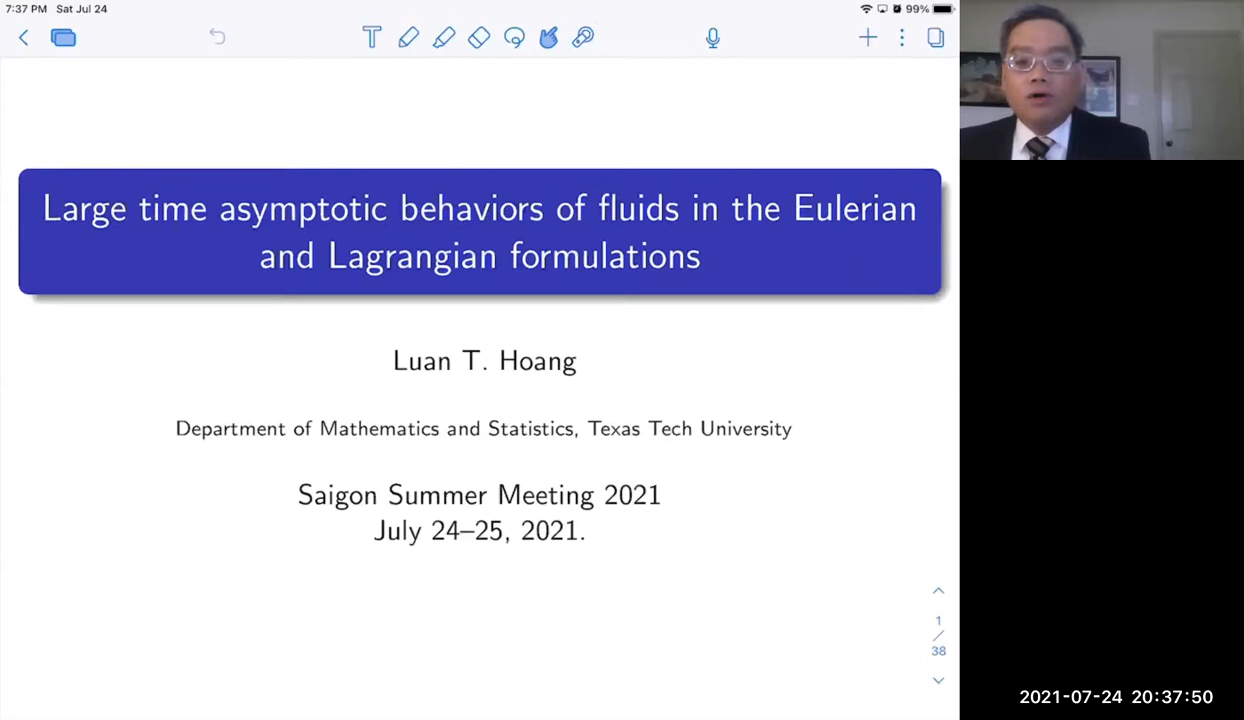 7:37 PM Sat Jul 24
99%
Large time asymptotic behaviors of fluids in the Eulerian
and Lagrangian formulations
Luan T. Hoang
Department of Mathematics and Statistics, Texas Tech University
Saigon Summer Meeting 2021
July 24–25, 2021.
1
/
38
2021-07-24 20:37:50